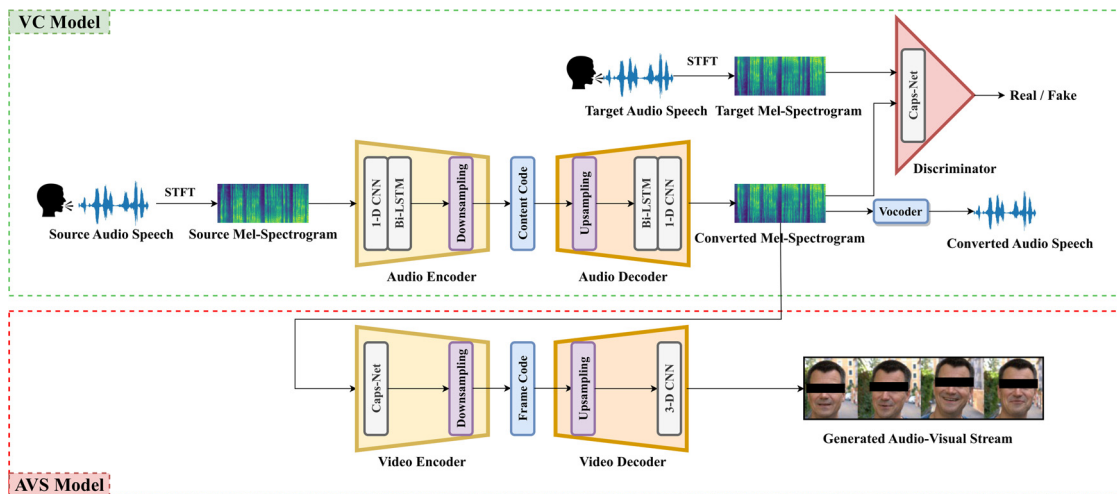 VC Model
STFT
Target Audio Speech
Target Mel-Spectrogram
Caps-Net
Real / Fake
Discriminator
STFT
Source Audio Speech
Source Mel-Spectrogram
1-D CNN
Bi-LSTM
Downsampling
Audio Encoder
Content Code
Upsampling
Bi-LSTM
1-D CNN
Audio Decoder
Converted Mel-Spectrogram
Vocoder
Converted Audio Speech
Caps-Net
Downsampling
Video Encoder
Frame Code
Upsampling
3-D CNN
Video Decoder
Generated Audio-Visual Stream
AVS Model